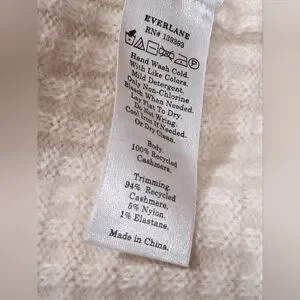 EVERLANE
RN# 139393
Hand Wash Cold.
With Like Colors.
Mild Detergent.
Only Non-Chlorine
Bleach When Needed.
Lay Flat To Dry.
Do Not Wring.
Cool Iron If Needed.
Or Dry Clean.
Body.
100% Recycled
Cashmere.
Trimming.
94% Recycled
Cashmere.
5% Nylon.
1% Elastane.
Made in China.